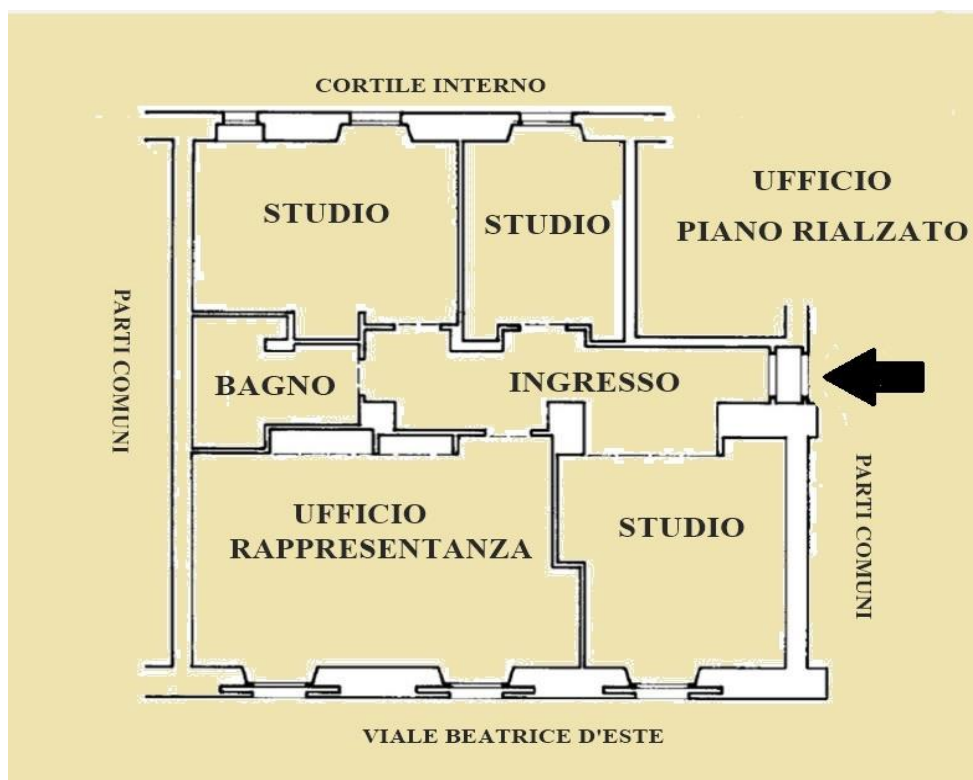 CORTILE INTERNO
UFFICIO
PIANO RIALZATO
STUDIO
STUDIO
PARTI COMUNI
BAGNO
INGRESSO
UFFICIO
RAPPRESENTANZA
STUDIO
PARTI COMUNI
VIALE BEATRICE D'ESTE